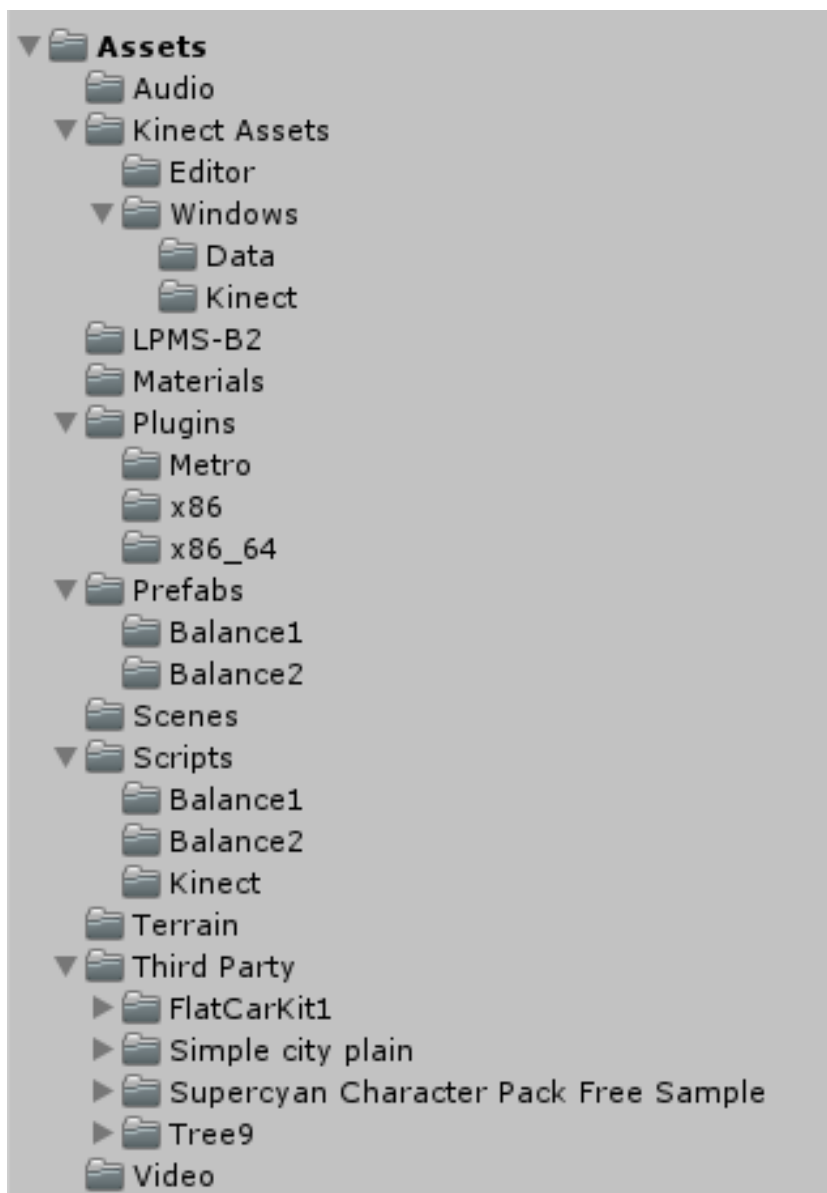 Assets
Audio
Kinect Assets
Editor
Windows
Data
Kinect
LPMS-B2
Materials
Plugins
Metro
x86
x86_64
Prefabs
Balance1
Balance2
Scenes
Scripts
Balance1
Balance2
Kinect
Terrain
Third Party
FlatCarKit1
Simple city plain
Supercyan Character Pack Free Sample
Tree9
Video